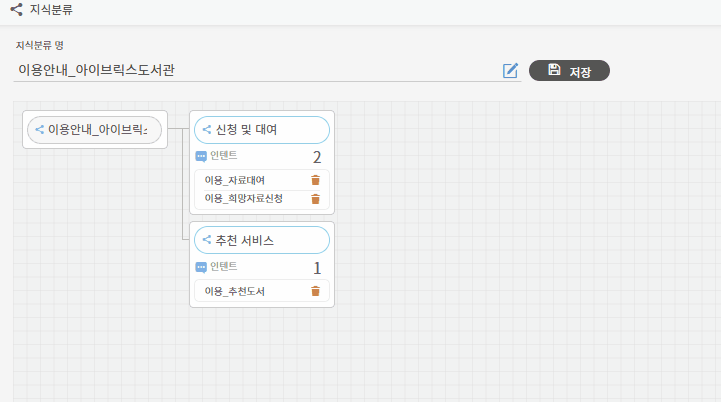 지식분류
지식분류 명
이용안내_아이브릭스도서관
저장
이용안내_아이브릭스
신청 및 대여
인텐트 2
이용_자료대여
이용_희망자료신청
추천 서비스
인텐트 1
이용_추천도서